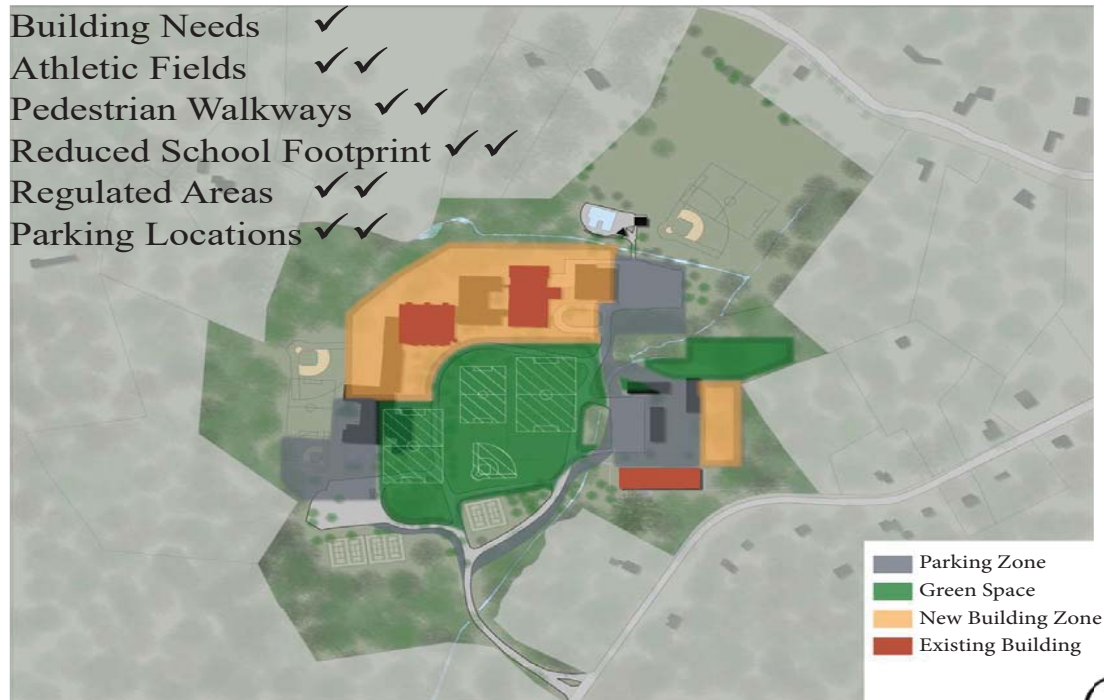 Building Needs ✓
Athletic Fields ✓✓
Pedestrian Walkways ✓✓
Reduced School Footprint ✓✓
Regulated Areas ✓✓
Parking Locations ✓✓
Parking Zone
Green Space
New Building Zone
Existing Building